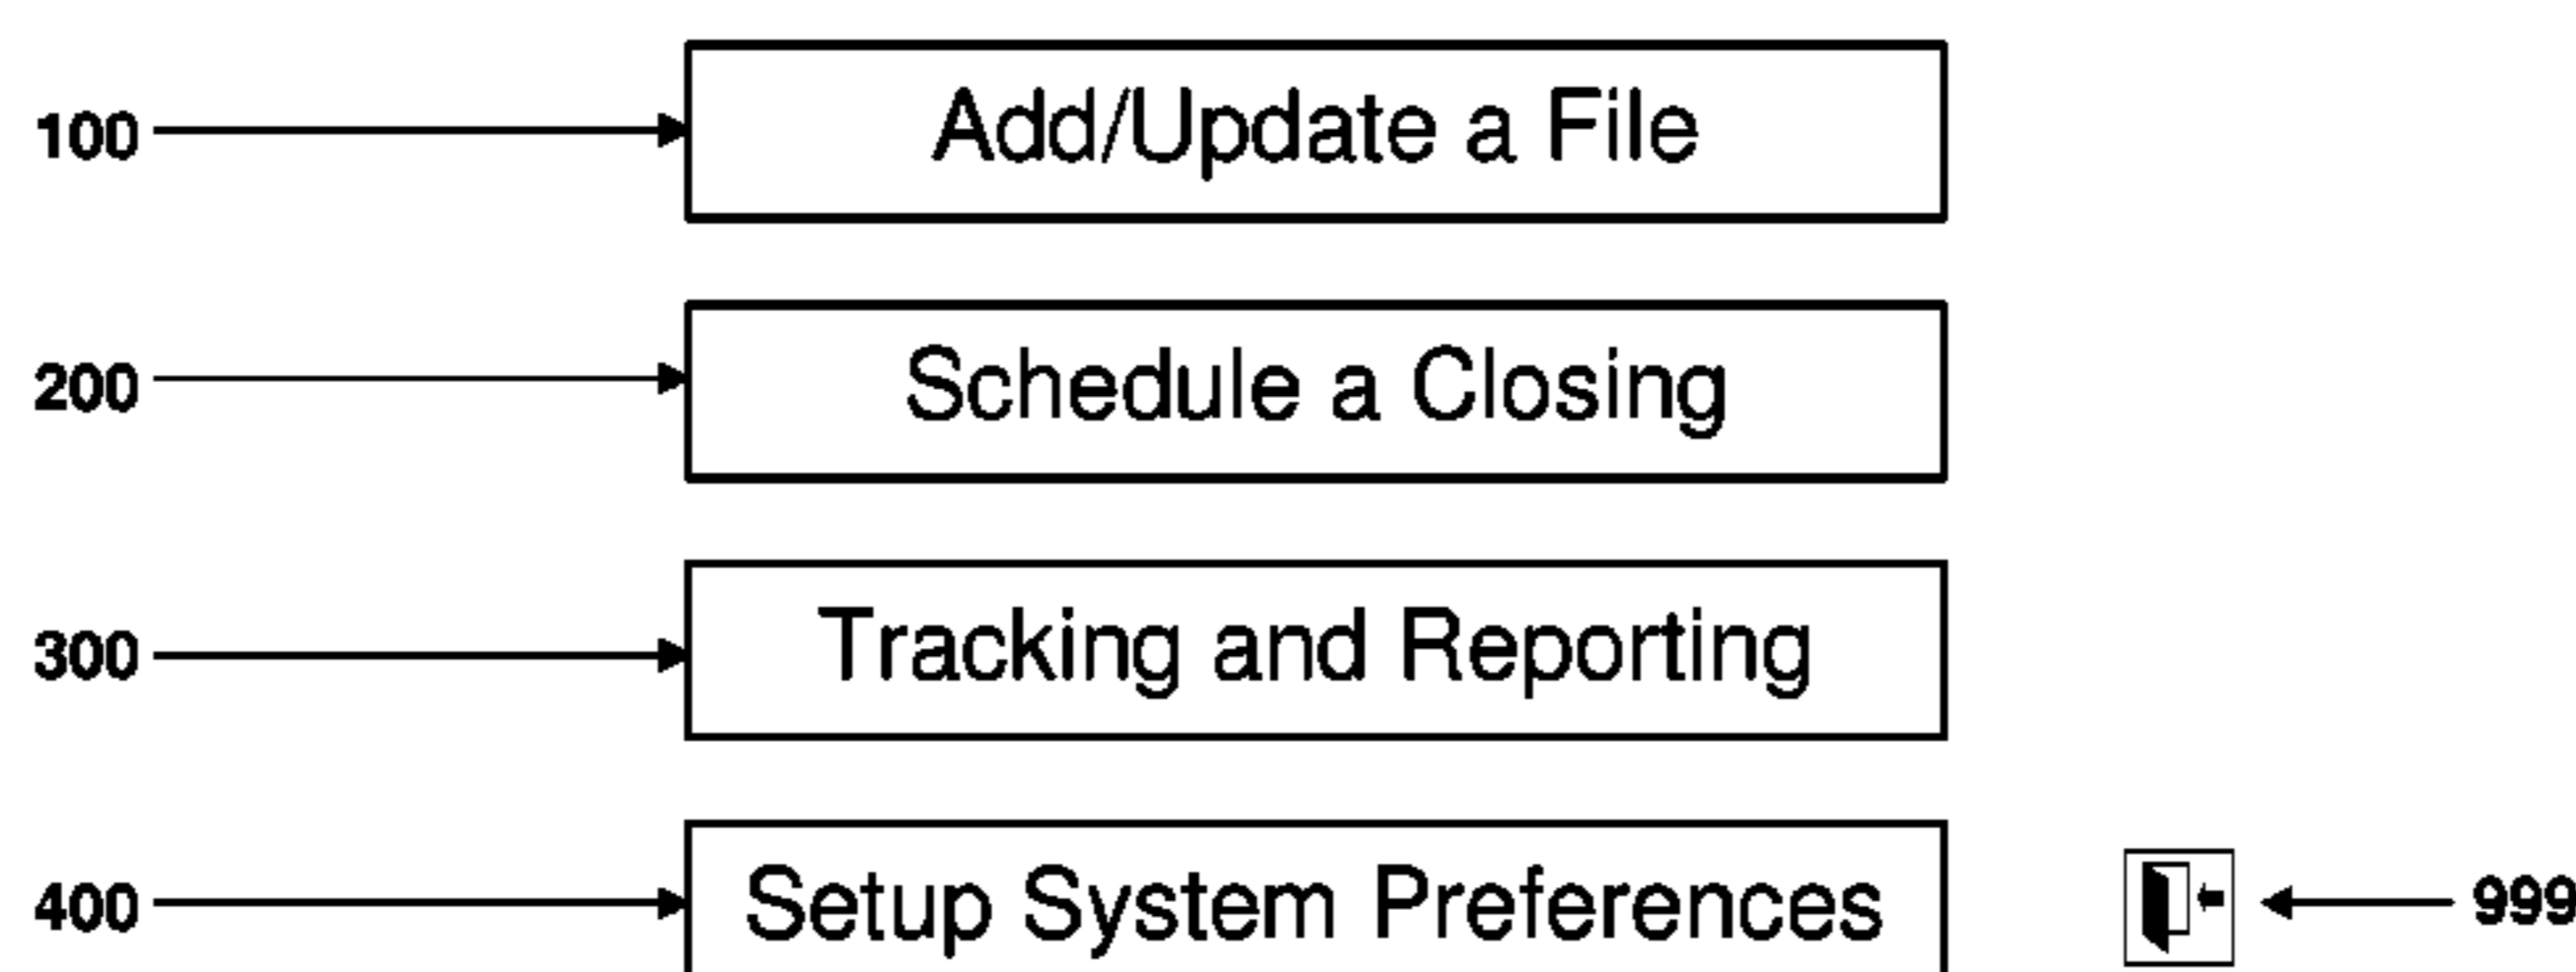 100 Add/Update a File
200 Schedule a Closing
300 Tracking and Reporting
400 Setup System Preferences 999